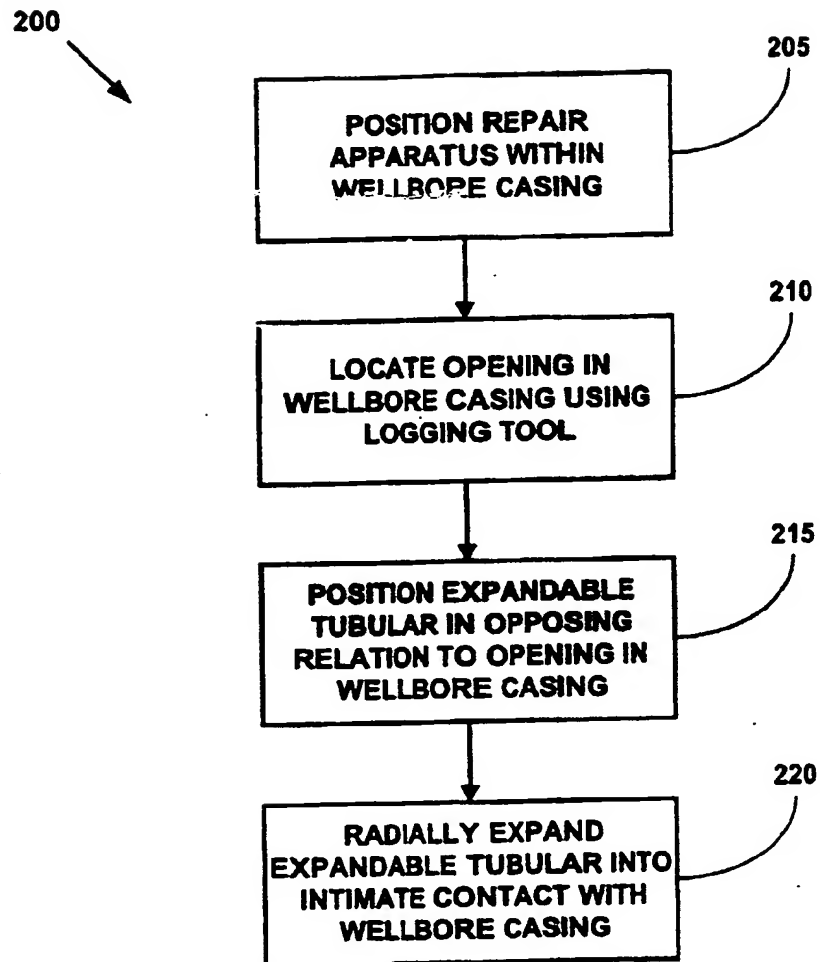 200
205
POSITION REPAIR
APPARATUS WITHIN
WELLBORE CASING
210
LOCATE OPENING IN
WELLBORE CASING USING
LOGGING TOOL
215
POSITION EXPANDABLE
TUBULAR IN OPPOSING
RELATION TO OPENING IN
WELLBORE CASING
220
RADIALLY EXPAND
EXPANDABLE TUBULAR INTO
INTIMATE CONTACT WITH
WELLBORE CASING